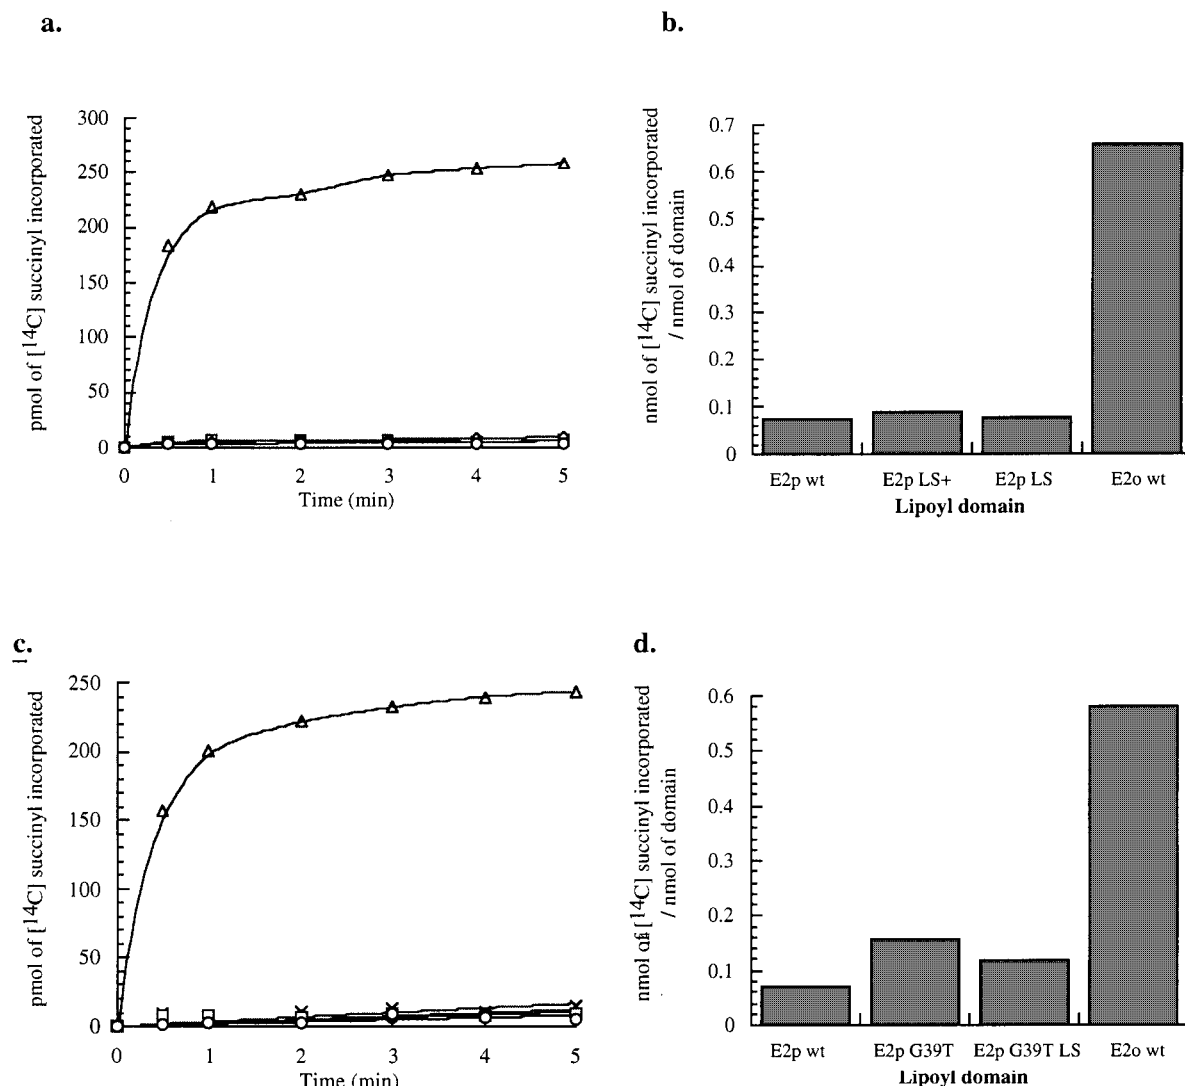 a.
pmol of [14C] succinyl incorporated
300
250
200
150
100
50
0
0 1 2 3 4 5
Time (min)
b.
nmol of [14C] succinyl incorporated
/ nmol of domain
0.7
0.6
0.5
0.4
0.3
0.2
0.1
0
E2p wt E2p LS+ E2p LS E2o wt
Lipoyl domain
c.
pmol of [14C] succinyl incorporated
250
200
150
100
50
0
0 1 2 3 4 5
Time (min)
d.
nmol of [14C] succinyl incorporated
/ nmol of domain
0.6
0.5
0.4
0.3
0.2
0.1
0
E2p wt E2p G39T E2p G39T LS E2o wt
Lipoyl domain